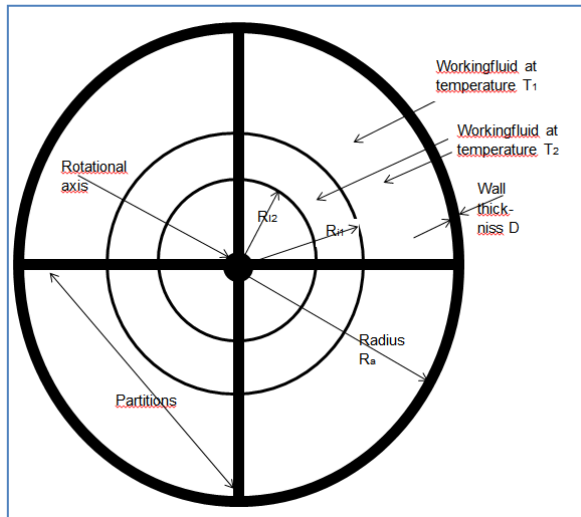 Workingfluid at
temperature T1
Workingfluid at
temperature T2
Rotational
axis
Wall
thick-
niss D
RI2
Ri1
Radius
Ra
Partitions